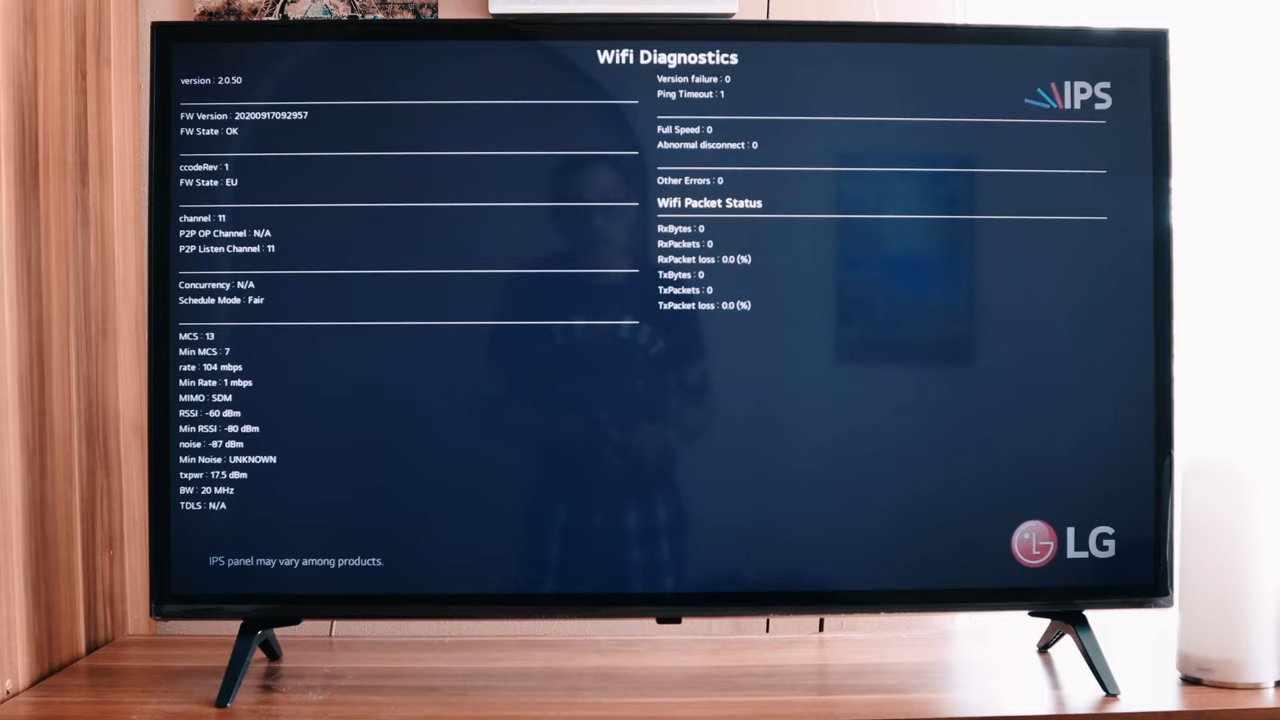 Wifi Diagnostics
version : 2.0.50
FW Version : 20200917092957
FW State : OK
ccodeRev : 1
FW State : EU
channel : 11
P2P OP Channel : N/A
P2P Listen Channel : 11
Concurrency : N/A
Schedule Mode : Fair
MCS : 13
Min MCS : 7
rate : 104 mbps
Min Rate : 1 mbps
MIMO : SDM
RSSI : -60 dBm
Min RSSI : -80 dBm
noise : -87 dBm
Min Noise : UNKNOWN
txpwr : 17.5 dBm
BW : 20 MHz
TDLS : N/A
Version failure : 0
Ping Timeout : 1
Full Speed : 0
Abnormal disconnect : 0
Other Errors : 0
Wifi Packet Status
RxBytes : 0
RxPackets : 0
RxPacket loss : 0.0 (%)
TxBytes : 0
TxPackets : 0
TxPacket loss : 0.0 (%)
IPS
IPS panel may vary among products.
LG